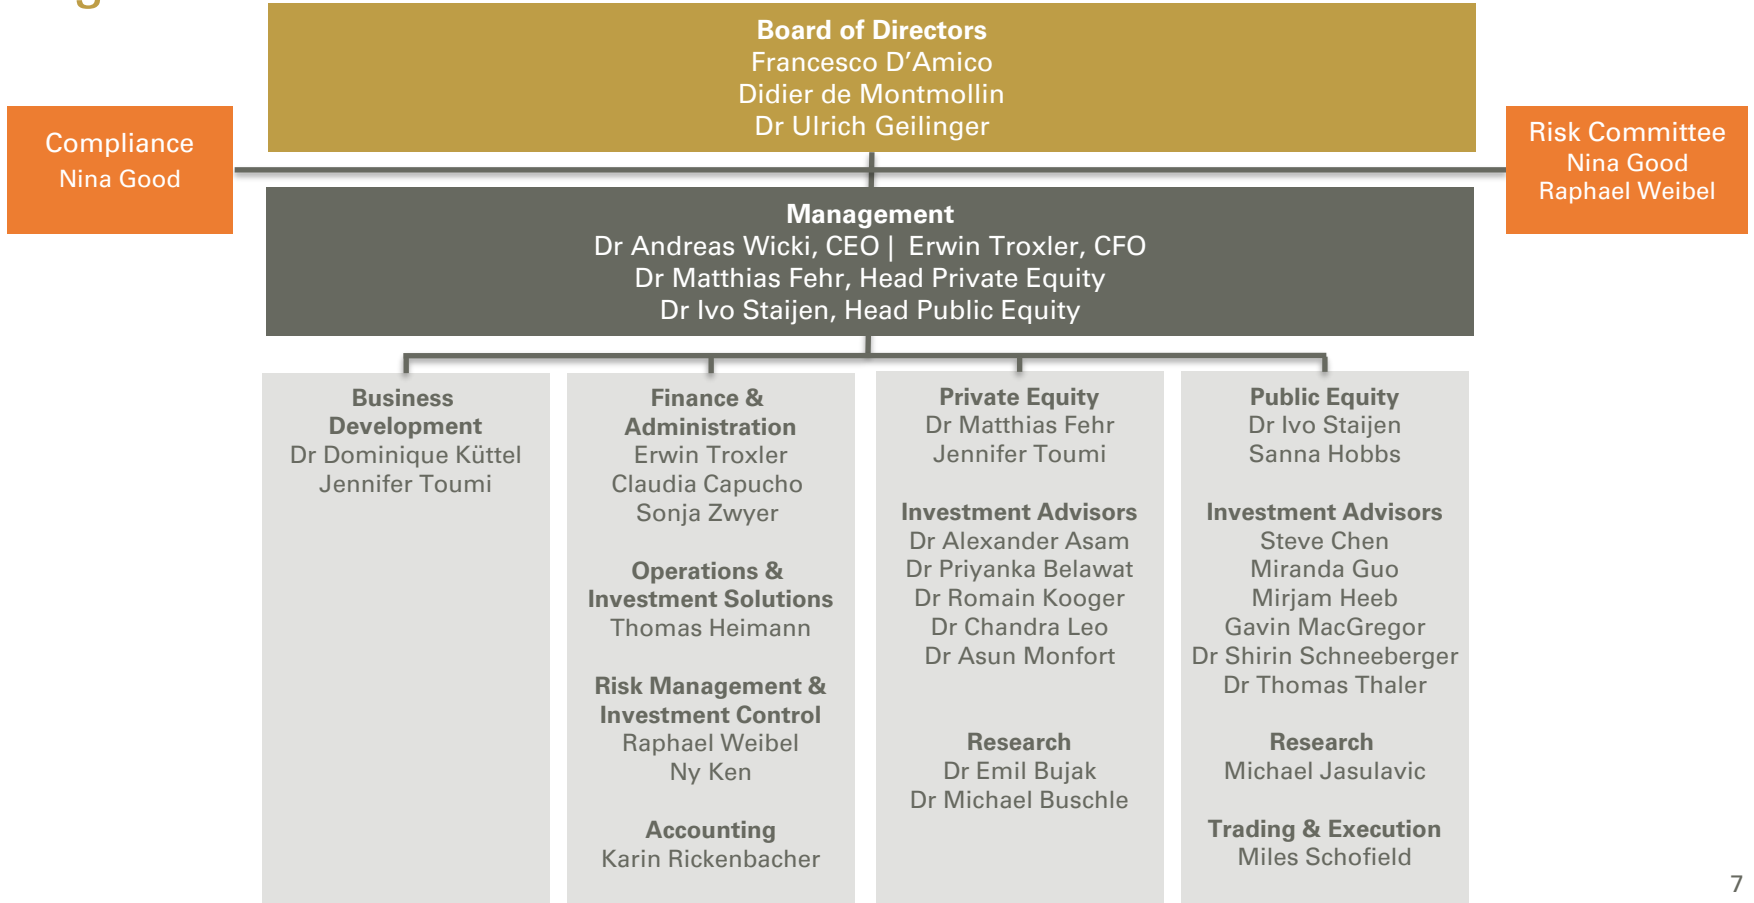 Board of Directors
Francesco D’Amico
Didier de Montmollin
Dr Ulrich Geilinger
Compliance
Nina Good
Risk Committee
Nina Good
Raphael Weibel
Management
Dr Andreas Wicki, CEO | Erwin Troxler, CFO
Dr Matthias Fehr, Head Private Equity
Dr Ivo Staijen, Head Public Equity
Business
Development
Dr Dominique Küttel
Jennifer Toumi
Finance &
Administration
Erwin Troxler
Claudia Capucho
Sonja Zwyer
Operations &
Investment Solutions
Thomas Heimann
Risk Management &
Investment Control
Raphael Weibel
Ny Ken
Accounting
Karin Rickenbacher
Private Equity
Dr Matthias Fehr
Jennifer Toumi
Investment Advisors
Dr Alexander Asam
Dr Priyanka Belawat
Dr Romain Kooger
Dr Chandra Leo
Dr Asun Monfort
Research
Dr Emil Bujak
Dr Michael Buschle
Public Equity
Dr Ivo Staijen
Sanna Hobbs
Investment Advisors
Steve Chen
Miranda Guo
Mirjam Heeb
Gavin MacGregor
Dr Shirin Schneeberger
Dr Thomas Thaler
Research
Michael Jasulavic
Trading & Execution
Miles Schofield
7